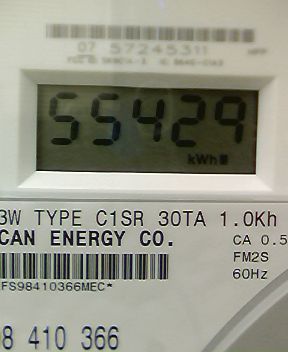 07 57245311
55429
kWh
3W TYPE C1SR 30TA 1.0Kh
CAN ENERGY CO.
CA 0.5
FM2S
60Hz
FS98410366MEC*
98 410 366